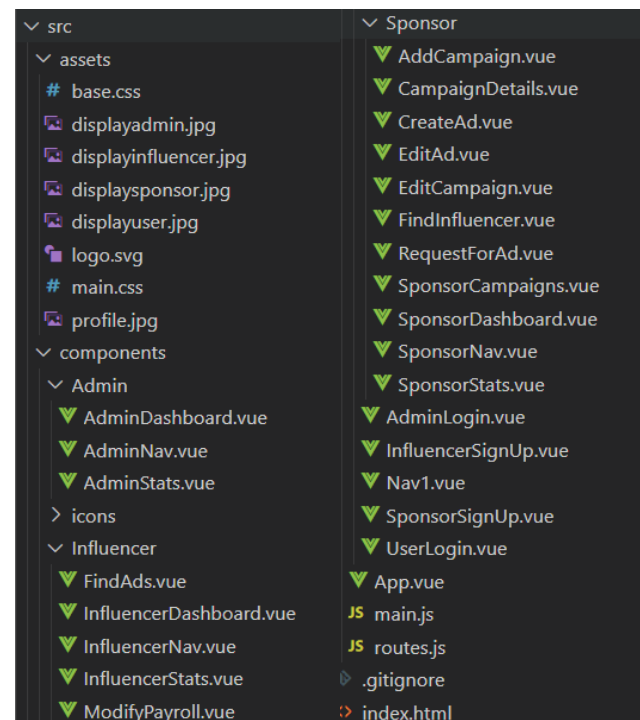 src
assets
# base.css
displayadmin.jpg
displayinfluencer.jpg
displaysponsor.jpg
displayuser.jpg
logo.svg
# main.css
profile.jpg
components
Admin
AdminDashboard.vue
AdminNav.vue
AdminStats.vue
icons
Influencer
FindAds.vue
InfluencerDashboard.vue
InfluencerNav.vue
InfluencerStats.vue
ModifyPayroll.vue
Sponsor
AddCampaign.vue
CampaignDetails.vue
CreateAd.vue
EditAd.vue
EditCampaign.vue
FindInfluencer.vue
RequestForAd.vue
SponsorCampaigns.vue
SponsorDashboard.vue
SponsorNav.vue
SponsorStats.vue
AdminLogin.vue
InfluencerSignUp.vue
Nav1.vue
SponsorSignUp.vue
UserLogin.vue
App.vue
JS main.js
JS routes.js
.gitignore
<> index.html